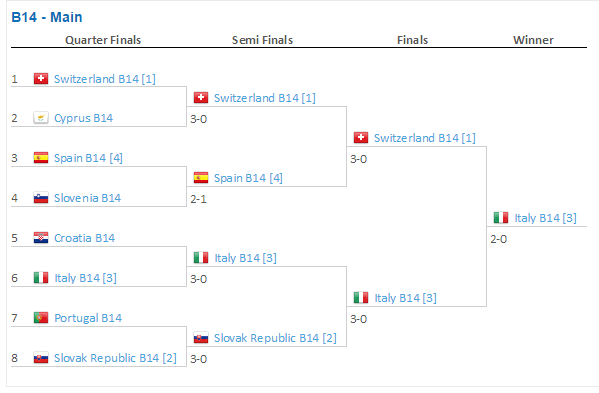 B14 - Main
Quarter Finals Semi Finals Finals Winner
1 Switzerland B14 [1]
Switzerland B14 [1]
2 Cyprus B14
3-0
Switzerland B14 [1]
3 Spain B14 [4]
3-0
Spain B14 [4]
4 Slovenia B14
2-1
Italy B14 [3]
5 Croatia B14
2-0
Italy B14 [3]
6 Italy B14 [3]
3-0
Italy B14 [3]
7 Portugal B14
3-0
Slovak Republic B14 [2]
8 Slovak Republic B14 [2]
3-0